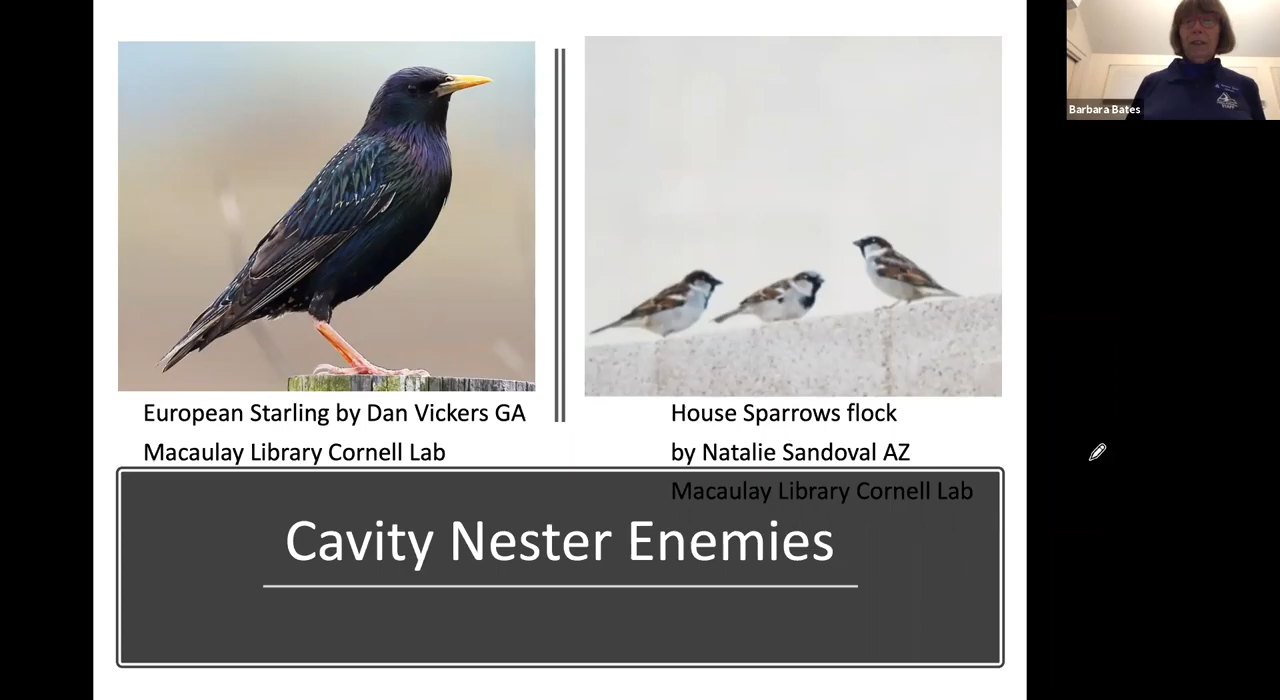 European Starling by Dan Vickers GA
Macaulay Library Cornell Lab
House Sparrows flock
by Natalie Sandoval AZ
Macaulay Library Cornell Lab
Cavity Nester Enemies
Barbara Bates